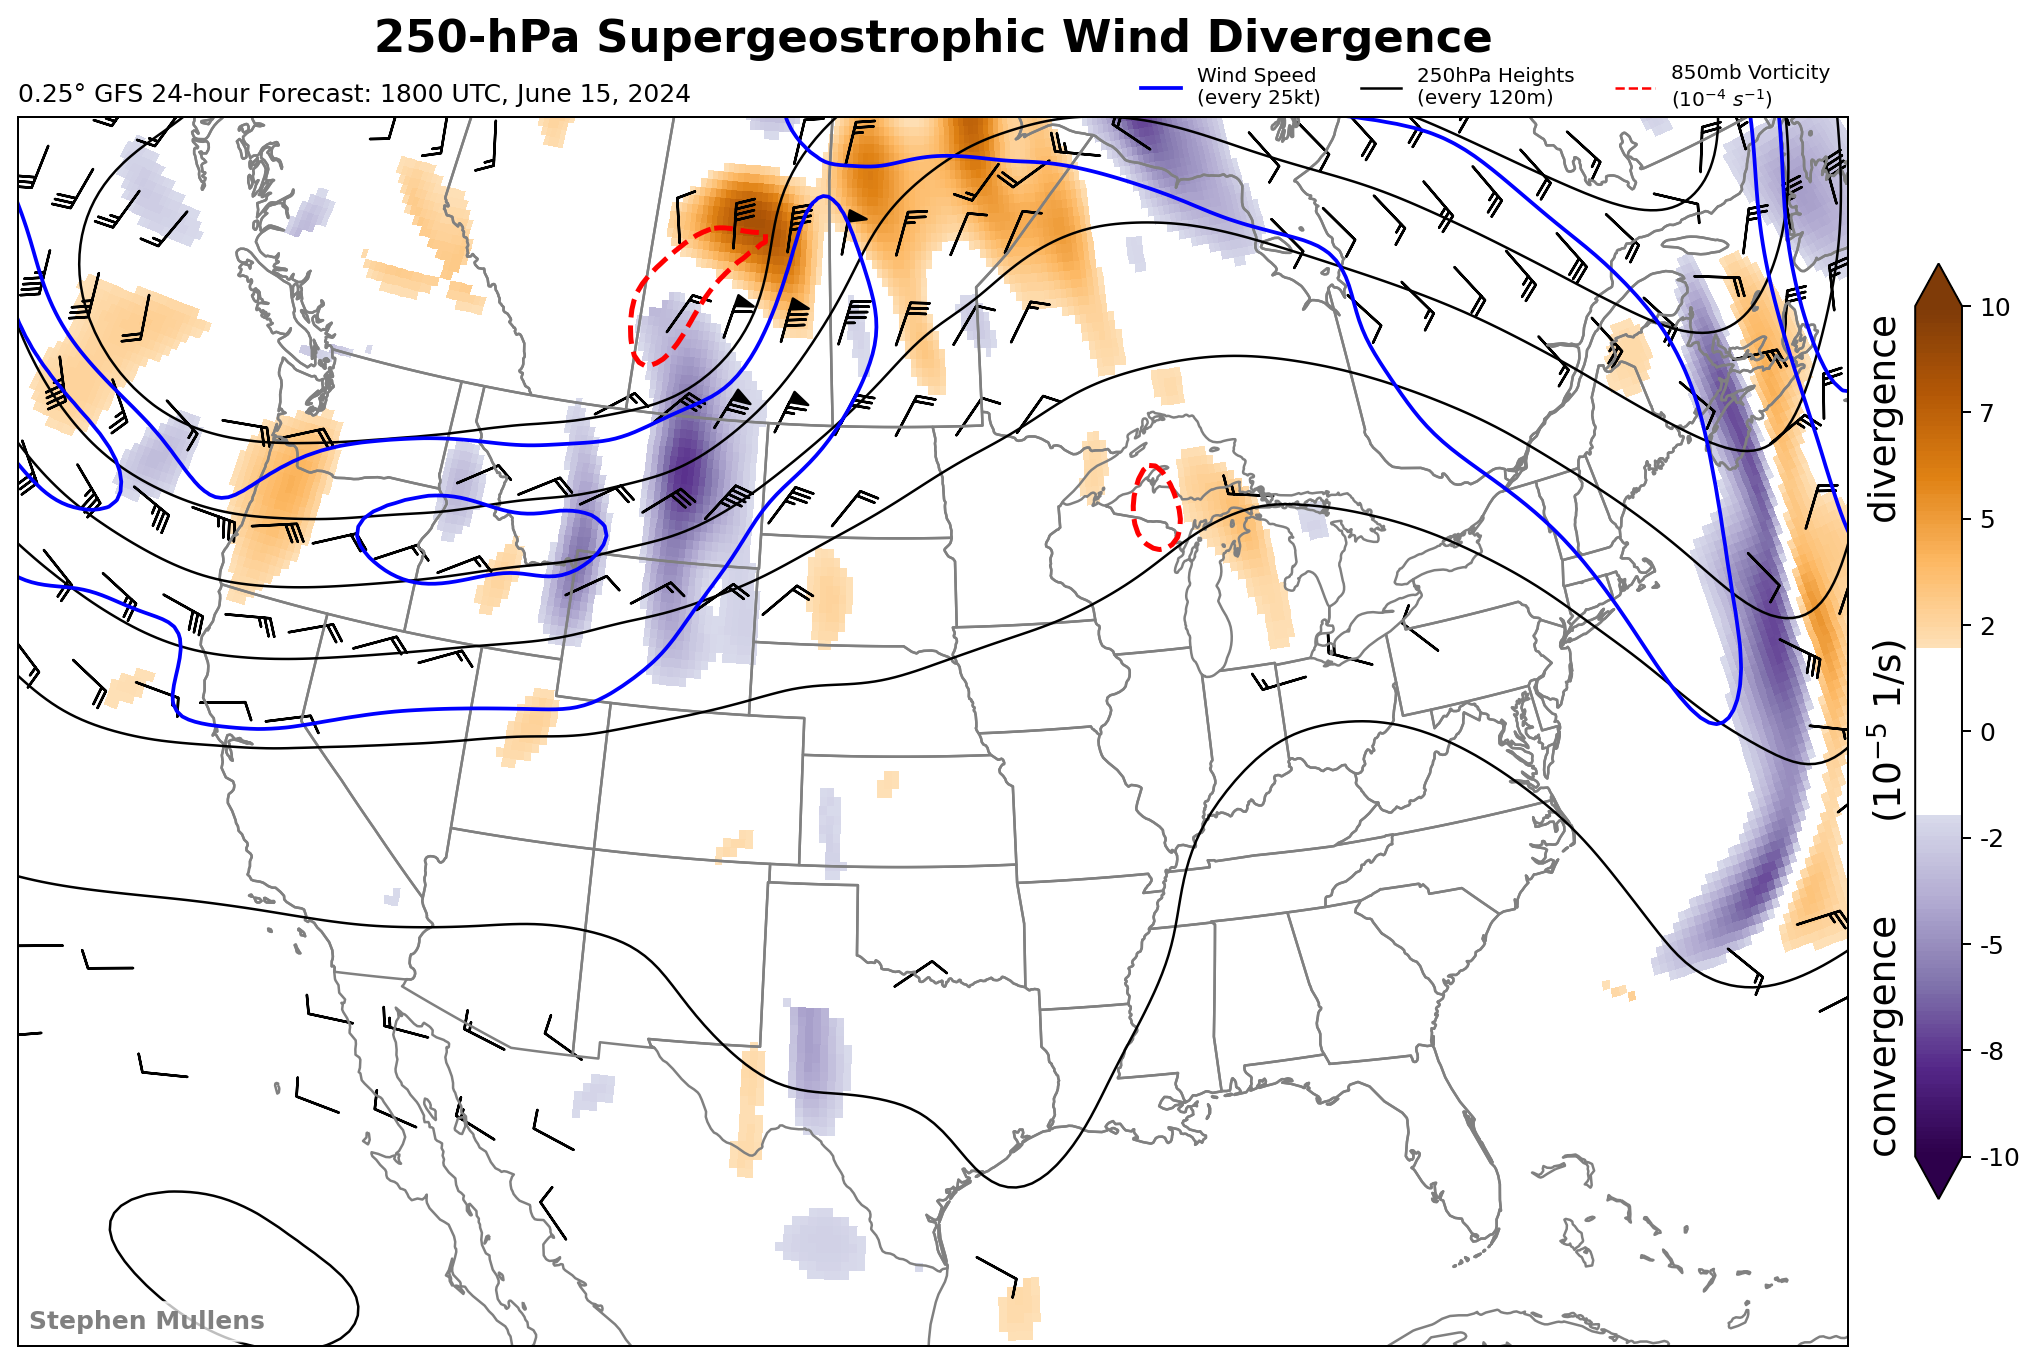 250-hPa Supergeostrophic Wind Divergence
0.25° GFS 24-hour Forecast: 1800 UTC, June 15, 2024
Wind Speed
(every 25kt)
250hPa Heights
(every 120m)
850mb Vorticity
(10⁻⁴ s⁻¹)
10
7
5
2
0
-2
-5
-8
-10
convergence (10⁻⁵ 1/s) divergence
Stephen Mullens